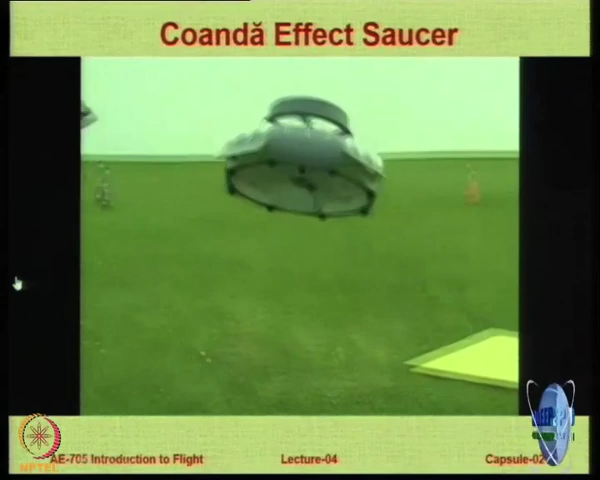 Coandă Effect Saucer
NPTEL
AE-705 Introduction to Flight
Lecture-04
Capsule-02